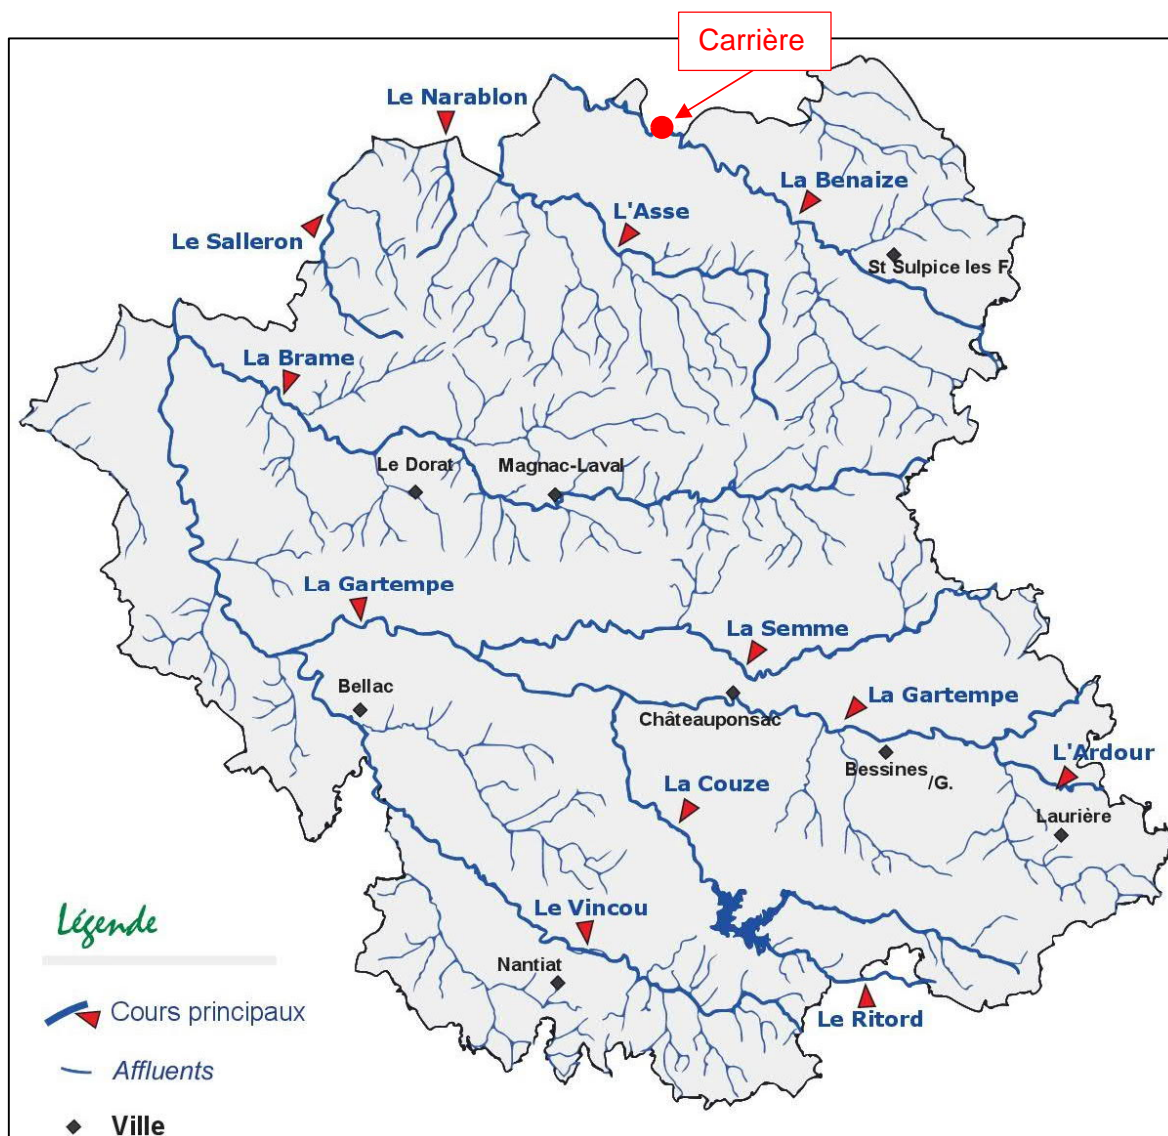 Carrière
Le Narablon
La Benaize
L'Asse
Le Salleron
St Sulpice les F.
La Brame
Le Dorat
Magnac-Laval
La Gartempe
La Semme
Bellac
La Gartempe
Châteauponsac
L'Ardour
Bessines
/G.
La Couze
Laurière
Légende
Le Vincou
Nantiat
Cours principaux
Le Ritord
Affluents
Ville